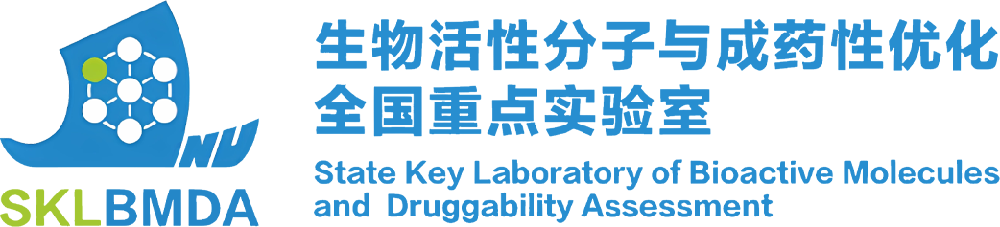 生物活性分子与成药性优化
全国重点实验室
State Key Laboratory of Bioactive Molecules
and Druggability Assessment
NU
SKLBMDA